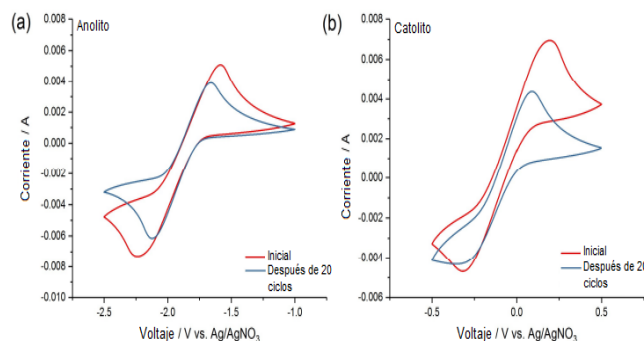 (a)
Anolito
0.008
0.006
0.004
0.002
0.000
-0.002
-0.004
-0.006
-0.008
-0.010
Corriente / A
-2.5
-2.0
-1.5
-1.0
Voltaje / V vs. Ag/AgNO3
Inicial
Después de 20
ciclos
(b)
Catolito
0.008
0.006
0.004
0.002
0.000
-0.002
-0.004
-0.006
Corriente / A
-0.5
0.0
0.5
Voltaje / V vs. Ag/AgNO3
Inicial
Después de 20
ciclos